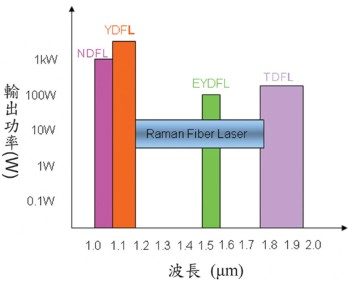 YDFL
NDFL
1kW
EYDFL
TDFL
100W
10W
Raman Fiber Laser
1W
0.1W
輸出功率(W)
1.0 1.1 1.2 1.3 1.4 1.5 1.6 1.7 1.8 1.9 2.0
波長 (μm)